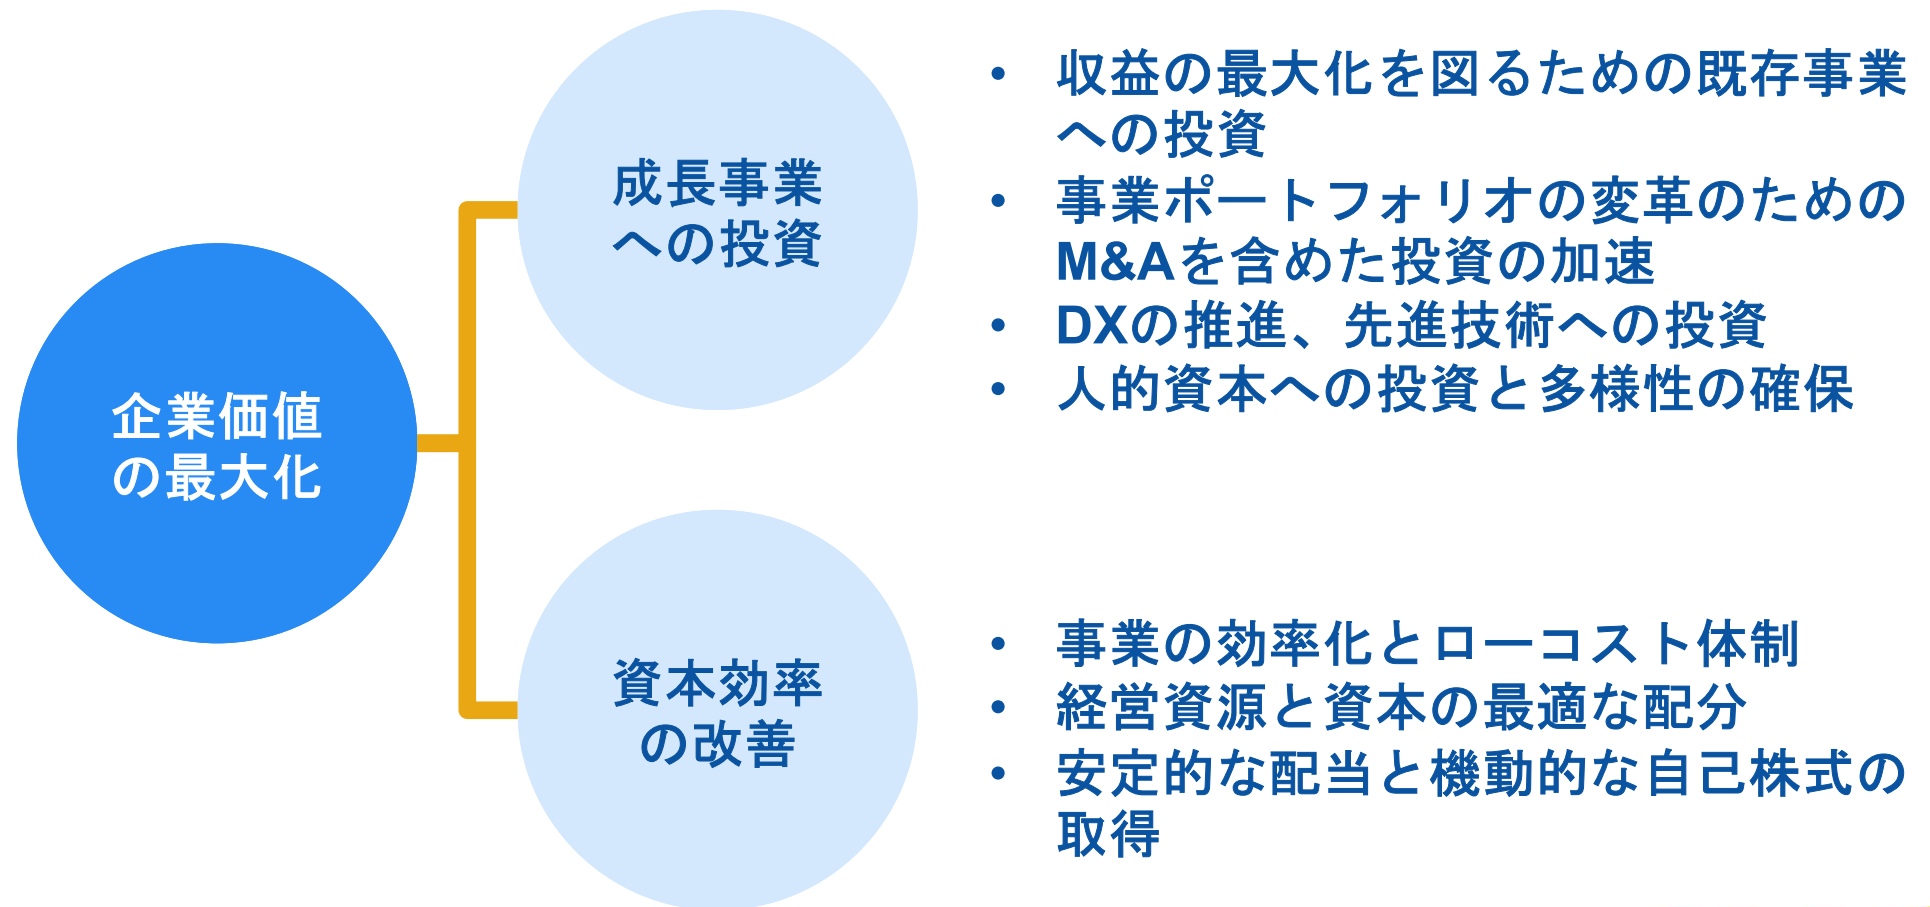 企業価値
の最大化
成長事業
への投資
• 収益の最大化を図るための既存事業
への投資
• 事業ポートフォリオの変革のための
M&Aを含めた投資の加速
• DXの推進、先進技術への投資
• 人的資本への投資と多様性の確保
資本効率
の改善
• 事業の効率化とローコスト体制
• 経営資源と資本の最適な配分
• 安定的な配当と機動的な自己株式の
取得